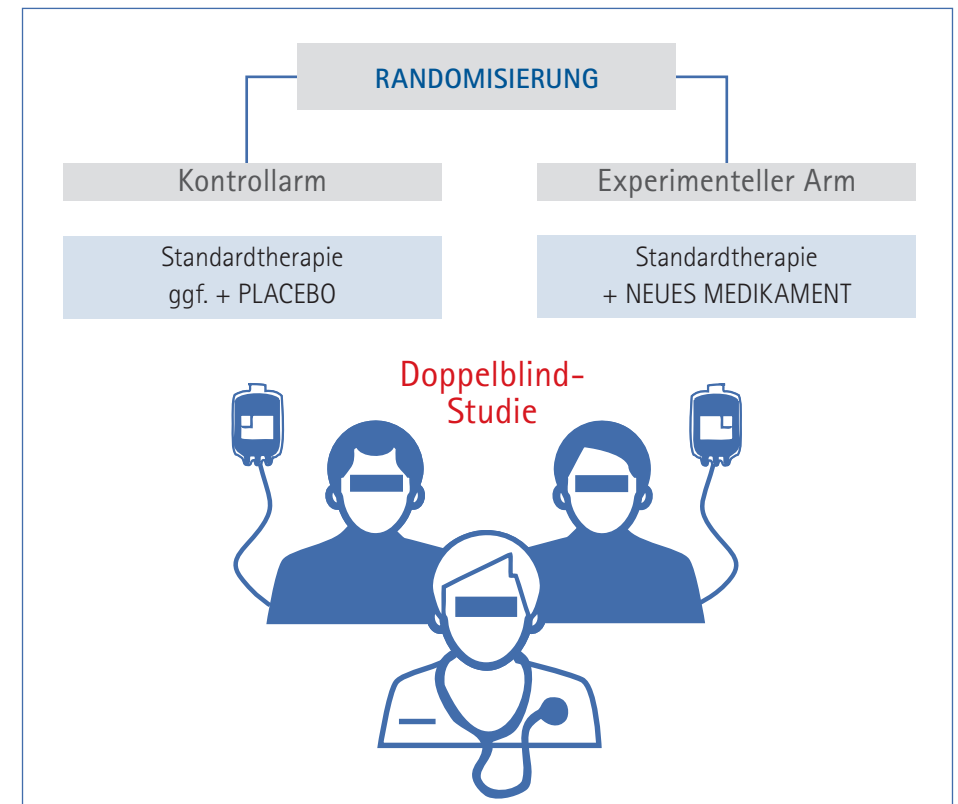 RANDOMISIERUNG
Kontrollarm
Experimenteller Arm
Standardtherapie
ggf. + PLACEBO
Standardtherapie
+ NEUES MEDIKAMENT
Doppelblind-
Studie